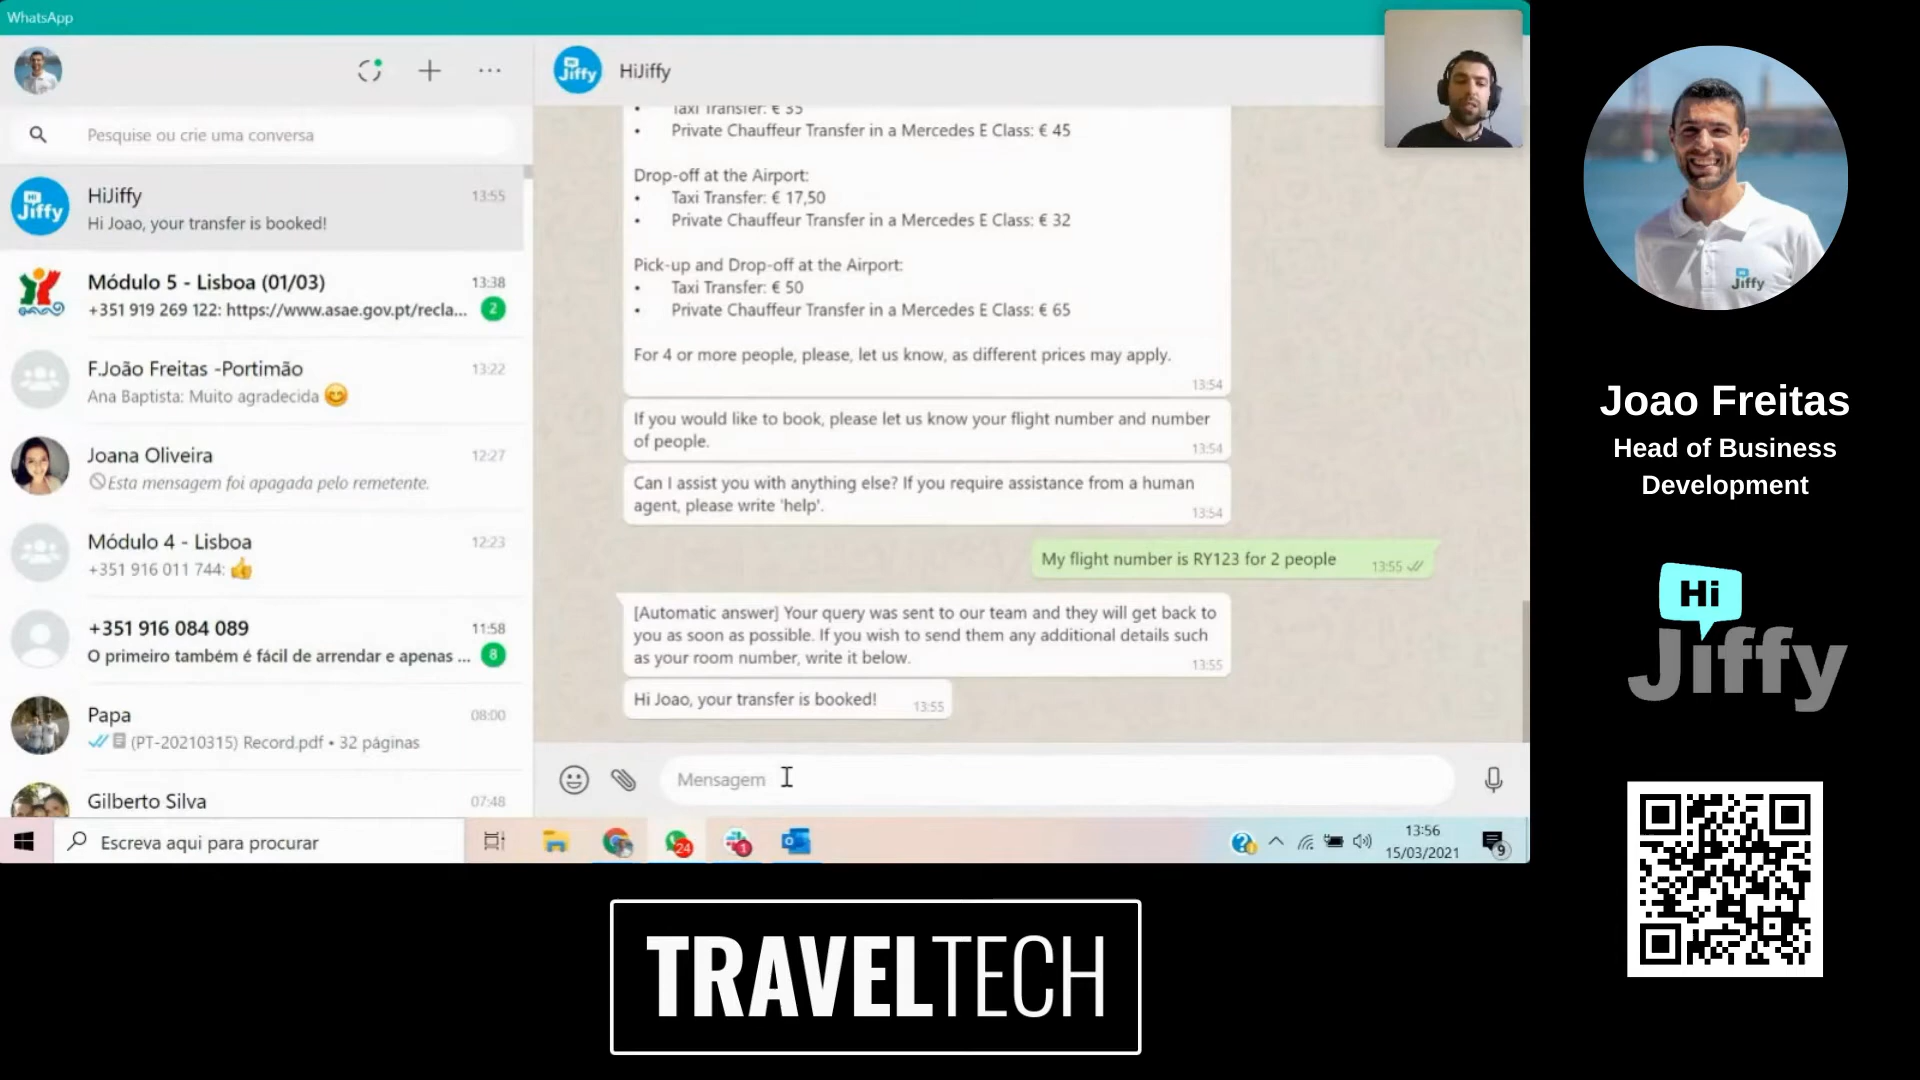 WhatsApp
Pesquise ou crie uma conversa
HiJiffy 13:55
Hi Joao, your transfer is booked!
Módulo 5 - Lisboa (01/03) 13:38
+351 919 269 122: https://www.asae.gov.pt/recla... 2
F.João Freitas -Portimão 13:22
Ana Baptista: Muito agradecida
Joana Oliveira 12:27
Esta mensagem foi apagada pelo remetente.
Módulo 4 - Lisboa 12:23
+351 916 011 744:
+351 916 084 089 11:58
O primeiro também é fácil de arrendar e apenas ... 8
Papa 08:00
(PT-20210315) Record.pdf • 32 páginas
Gilberto Silva 07:48
Hi Jiffy
HiJiffy
• Taxi Transfer: € 35
• Private Chauffeur Transfer in a Mercedes E Class: € 45
Drop-off at the Airport:
• Taxi Transfer: € 17,50
• Private Chauffeur Transfer in a Mercedes E Class: € 32
Pick-up and Drop-off at the Airport:
• Taxi Transfer: € 50
• Private Chauffeur Transfer in a Mercedes E Class: € 65
For 4 or more people, please, let us know, as different prices may apply.
13:54
If you would like to book, please let us know your flight number and number
of people.
13:54
Can I assist you with anything else? If you require assistance from a human
agent, please write 'help'.
13:54
My flight number is RY123 for 2 people 13:55
[Automatic answer] Your query was sent to our team and they will get back to
you as soon as possible. If you wish to send them any additional details such
as your room number, write it below.
13:55
Hi Joao, your transfer is booked! 13:55
Mensagem
Escreva aqui para procurar
24
1
13:56
15/03/2021
9
Hi Jiffy
Jiffy
Joao Freitas
Head of Business
Development
Hi
Jiffy
TRAVELTECH